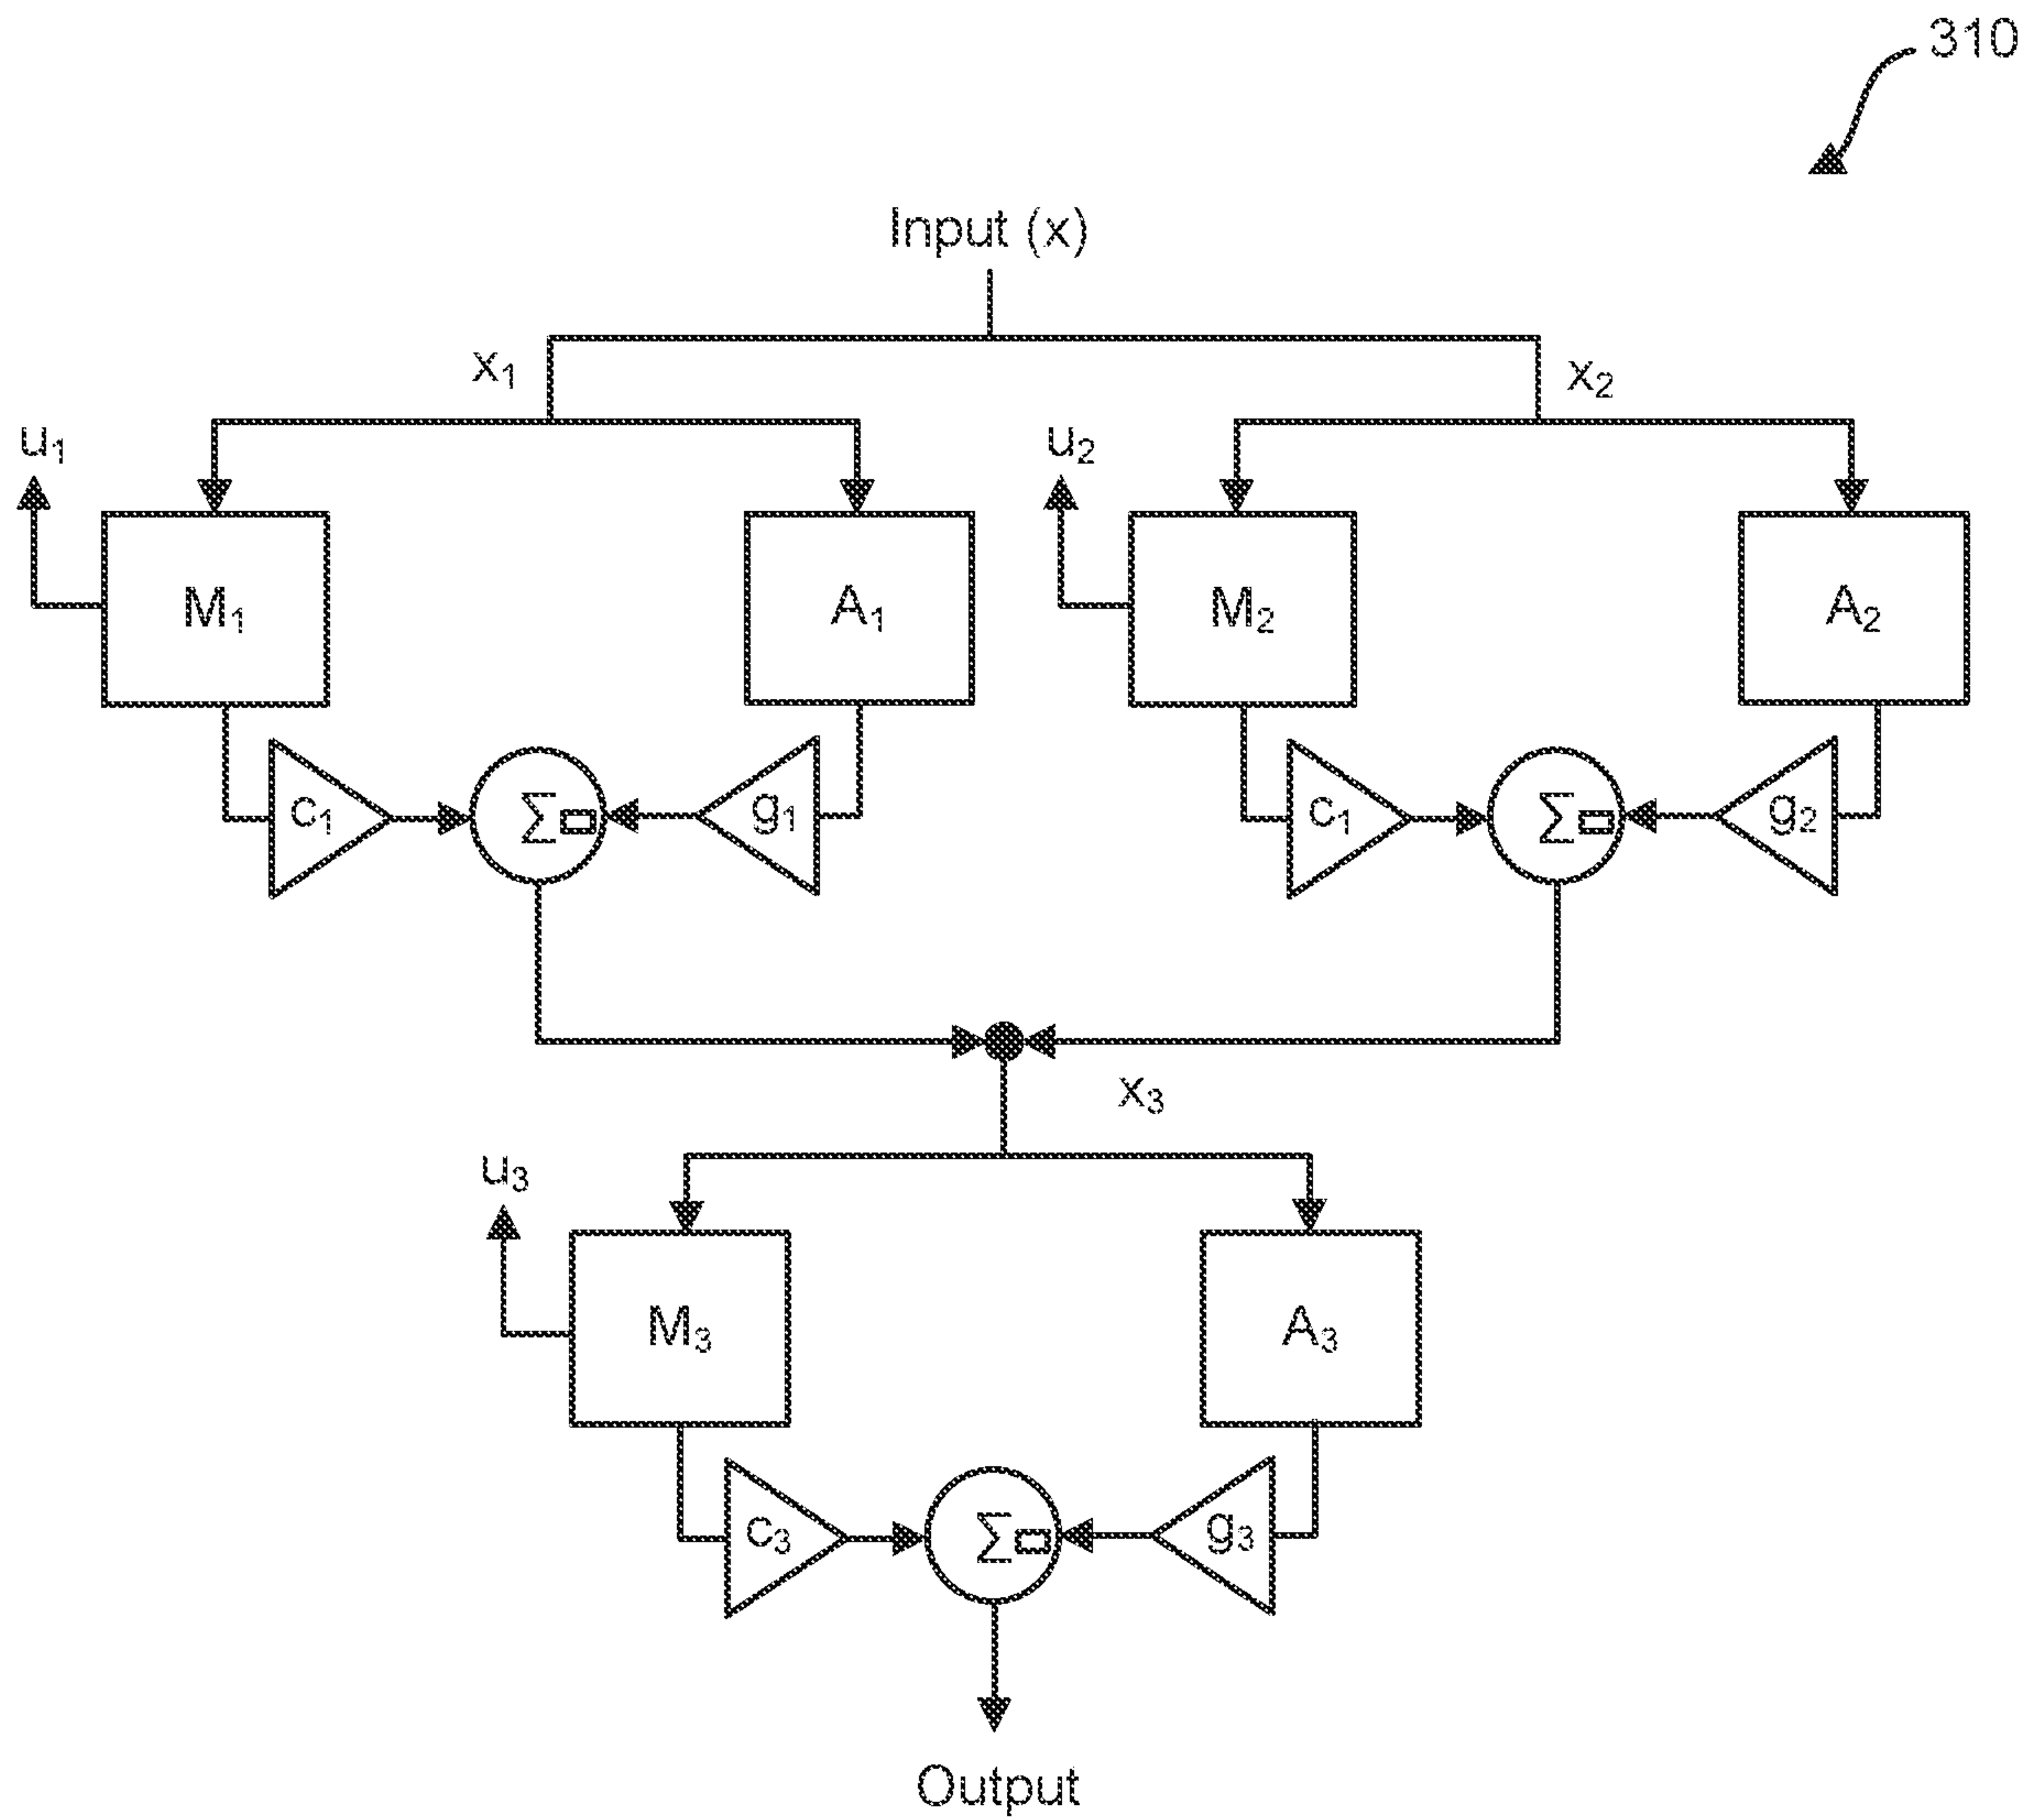 310
Input (x)
x₁
x₂
u₁
u₂
M₁
A₁
M₂
A₂
c₁
Σ▯
g₁
c₁
Σ▯
g₂
x₃
u₃
M₃
A₃
c₃
Σ▯
g₃
Output